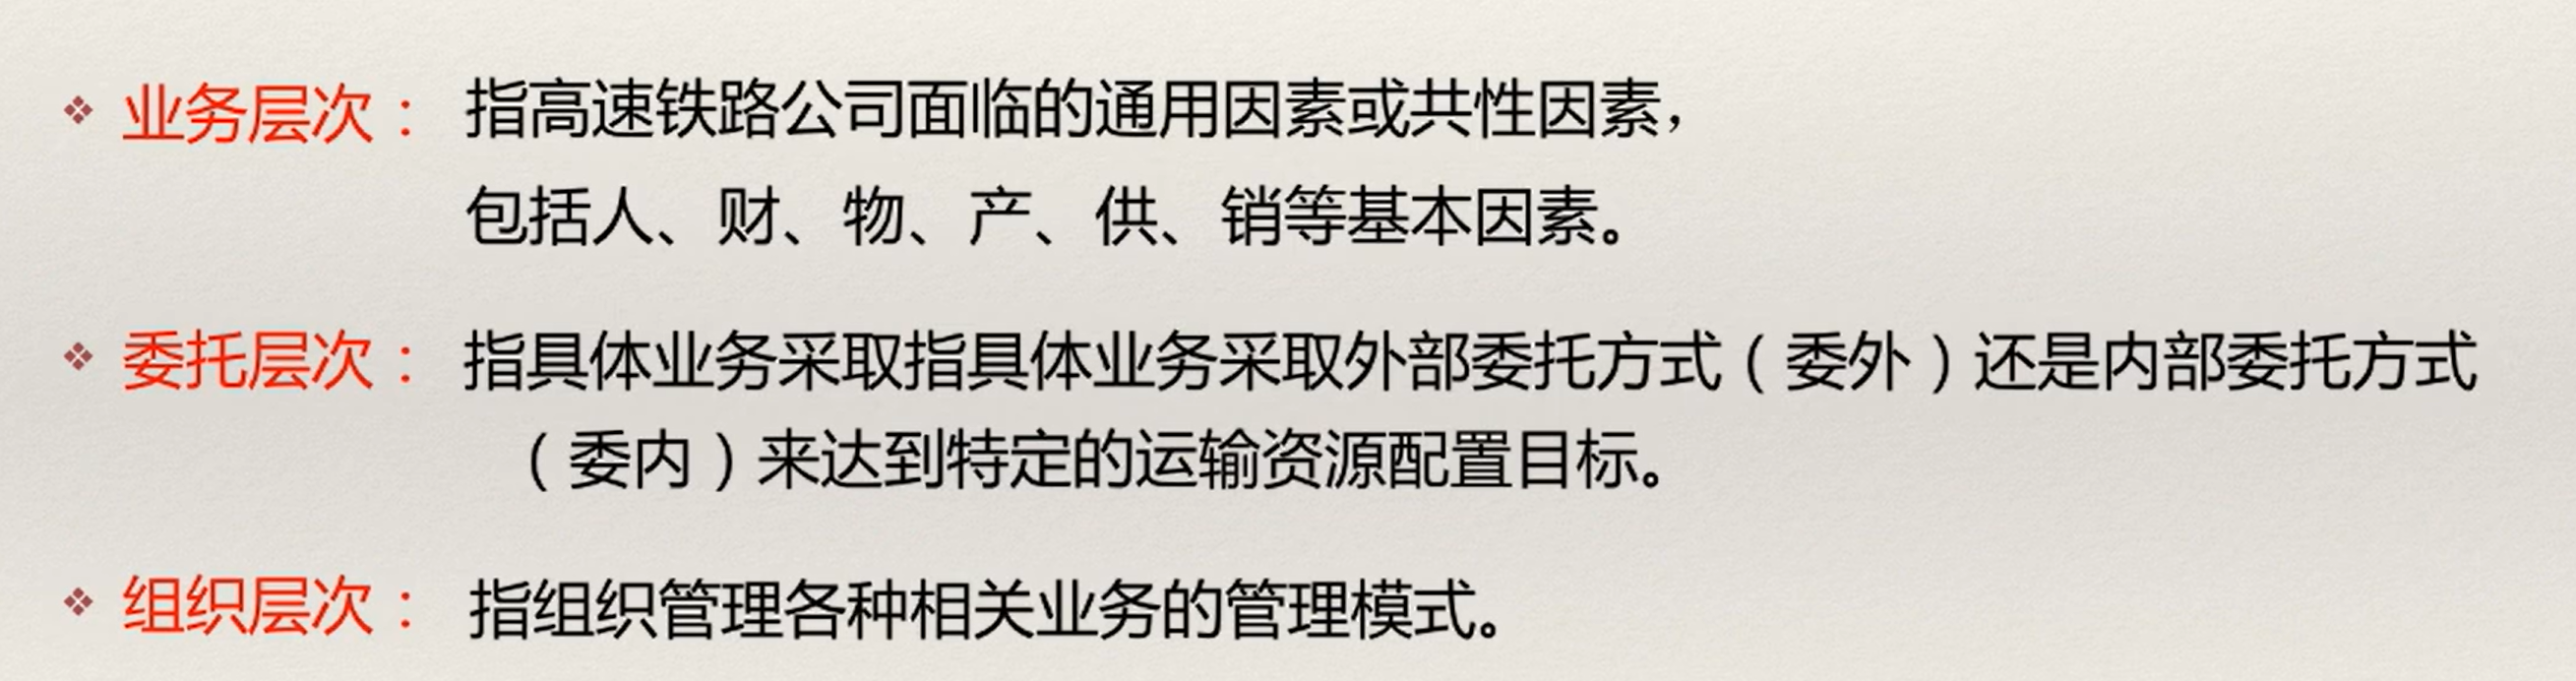 ❖ 业务层次：指高速铁路公司面临的通用因素或共性因素，
包括人、财、物、产、供、销等基本因素。
❖ 委托层次：指具体业务采取指具体业务采取外部委托方式（委外）还是内部委托方式
（委内）来达到特定的运输资源配置目标。
❖ 组织层次：指组织管理各种相关业务的管理模式。